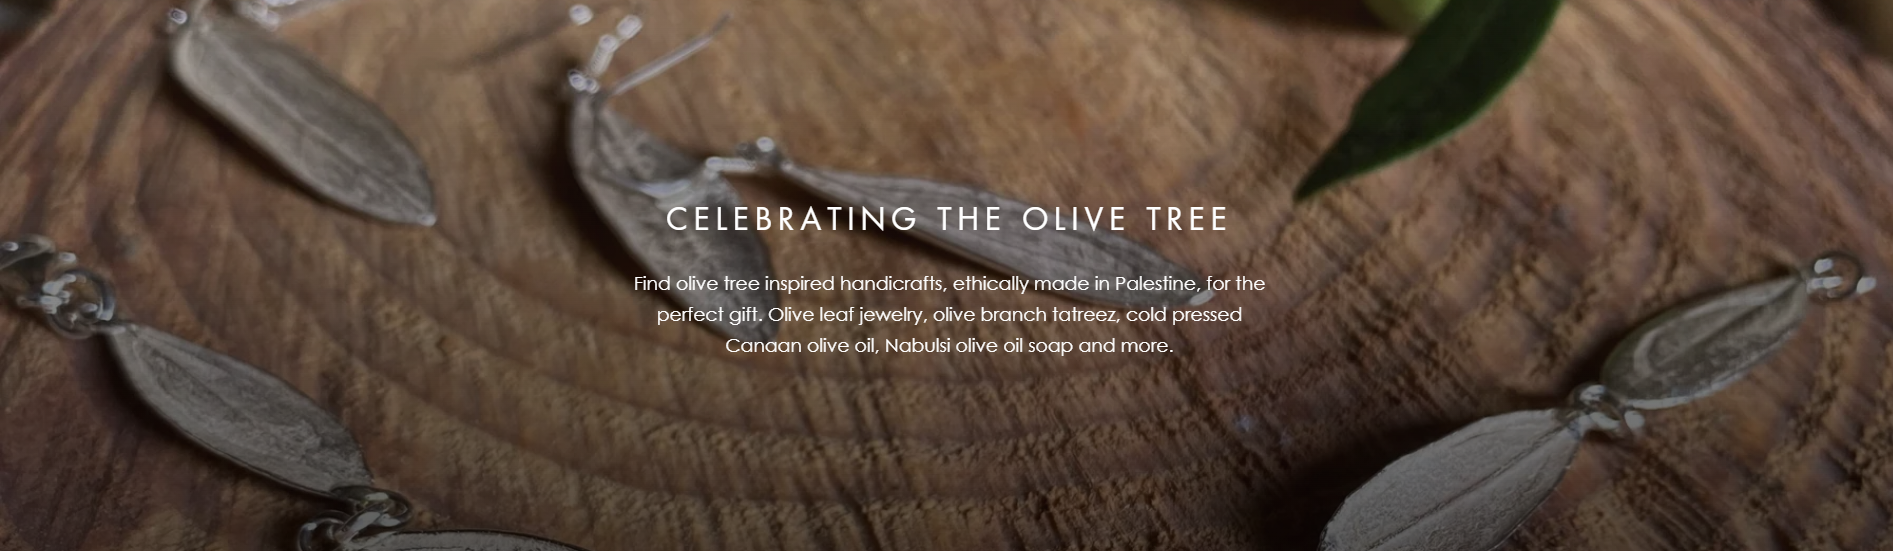 CELEBRATING THE OLIVE TREE
Find olive tree inspired handicrafts, ethically made in Palestine, for the
perfect gift. Olive leaf jewelry, olive branch tatreez, cold pressed
Canaan olive oil, Nabulsi olive oil soap and more.